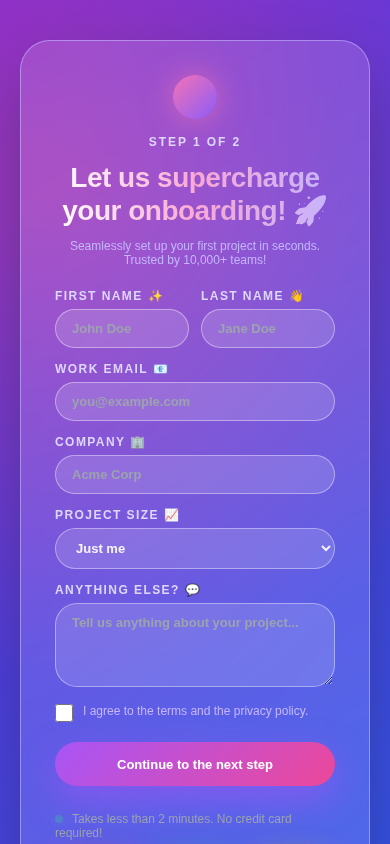 STEP 1 OF 2
Let us supercharge
your onboarding! 🚀
Seamlessly set up your first project in seconds.
Trusted by 10,000+ teams!
FIRST NAME ✨ LAST NAME 👋
John Doe Jane Doe
WORK EMAIL 📧
you@example.com
COMPANY 🏢
Acme Corp
PROJECT SIZE 📈
Just me
ANYTHING ELSE? 💬
Tell us anything about your project...
I agree to the terms and the privacy policy.
Continue to the next step
Takes less than 2 minutes. No credit card
required!